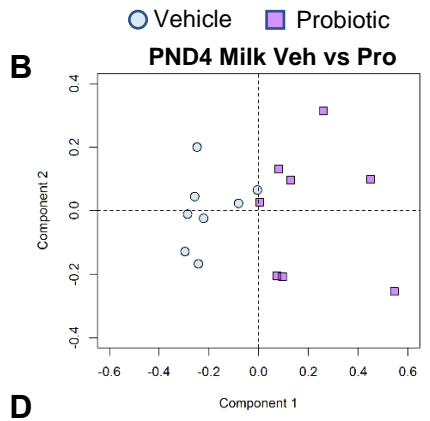 Vehicle Probiotic
B
PND4 Milk Veh vs Pro
0.4
0.2
0.0
-0.2
-0.4
Component 2
-0.6 -0.4 -0.2 0.0 0.2 0.4 0.6
Component 1
D